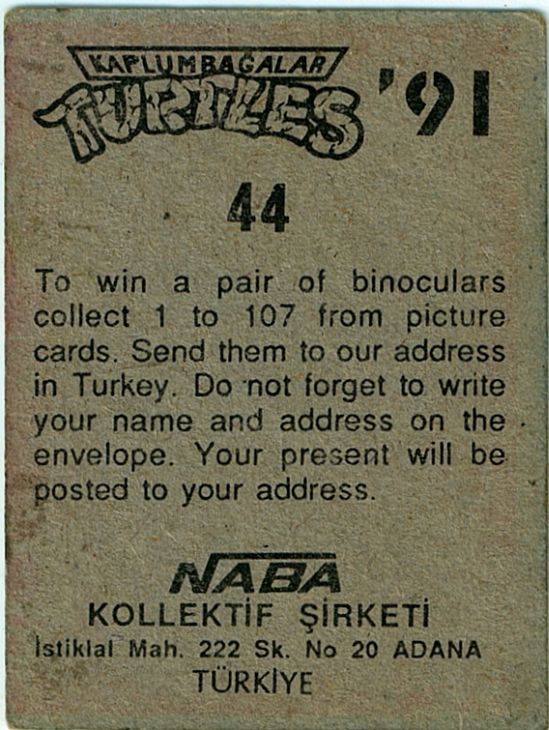 KAPLUMBAĞALAR
TURTLES '91
44
To win a pair of binoculars
collect 1 to 107 from picture
cards. Send them to our address
in Turkey. Do not forget to write
your name and address on the
envelope. Your present will be
posted to your address.
NABA
KOLLEKTİF ŞİRKETİ
İstiklal Mah. 222 Sk. No 20 ADANA
TÜRKİYE